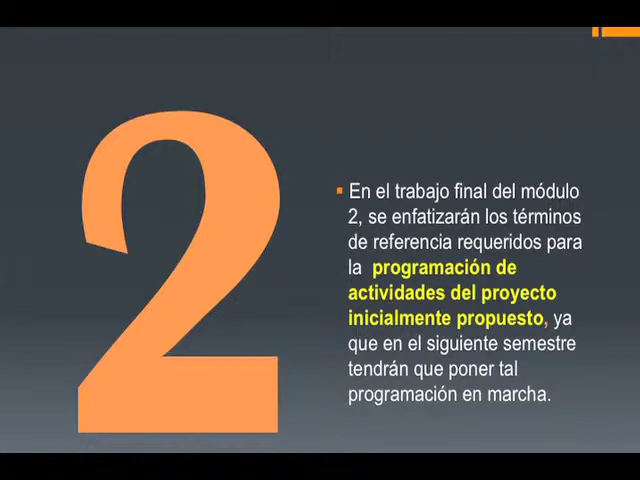 2
En el trabajo final del módulo
2, se enfatizarán los términos
de referencia requeridos para
la programación de
actividades del proyecto
inicialmente propuesto, ya
que en el siguiente semestre
tendrán que poner tal
programación en marcha.